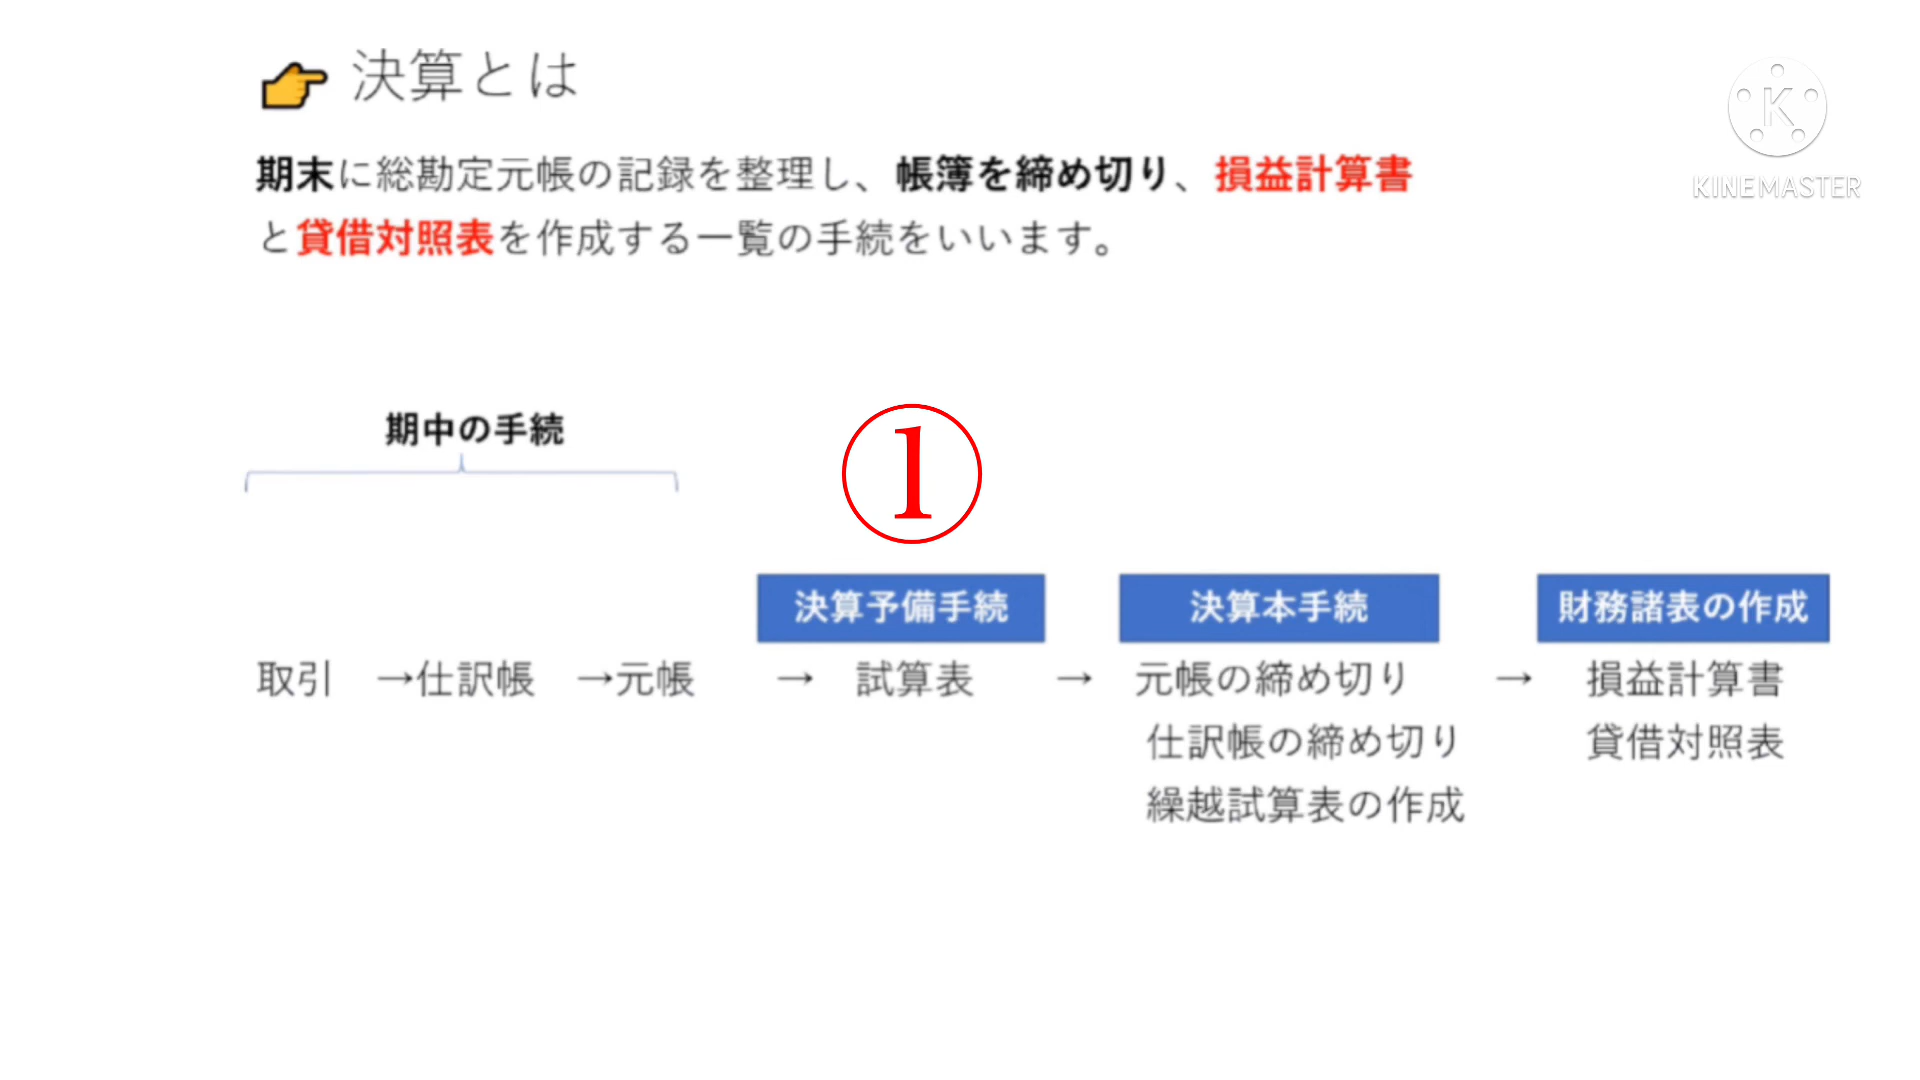 👉 決算とは
期末に総勘定元帳の記録を整理し、帳簿を締め切り、損益計算書
と貸借対照表を作成する一覧の手続をいいます。
K
KINEMASTER
期中の手続
①
決算予備手続
決算本手続
財務諸表の作成
取引 →仕訳帳 →元帳 → 試算表 → 元帳の締め切り → 損益計算書
仕訳帳の締め切り 貸借対照表
繰越試算表の作成